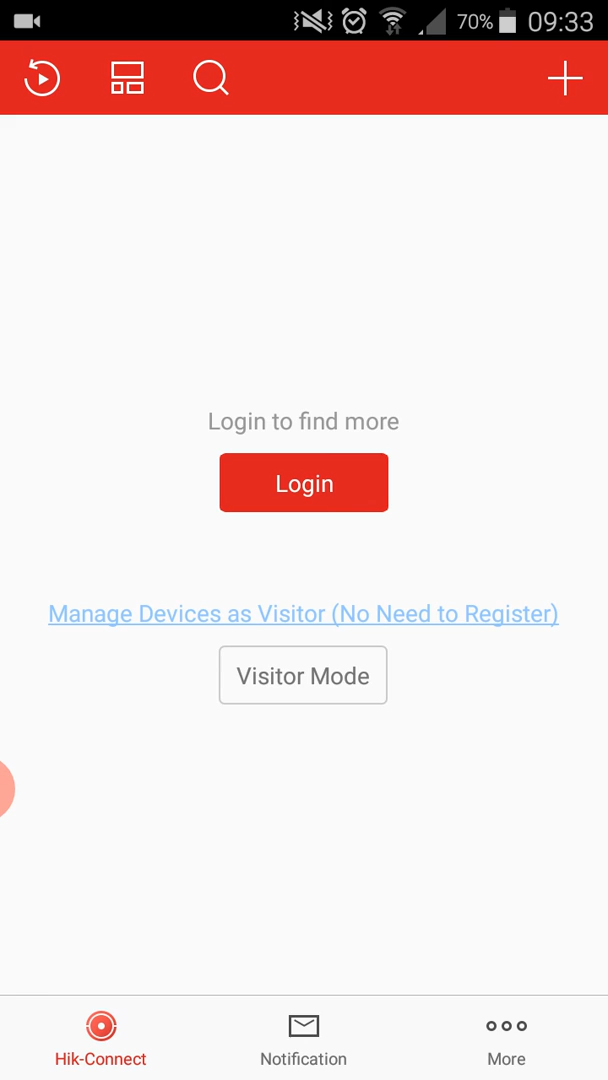 70% 09:33
Login to find more
Login
Manage Devices as Visitor (No Need to Register)
Visitor Mode
Hik-Connect Notification More